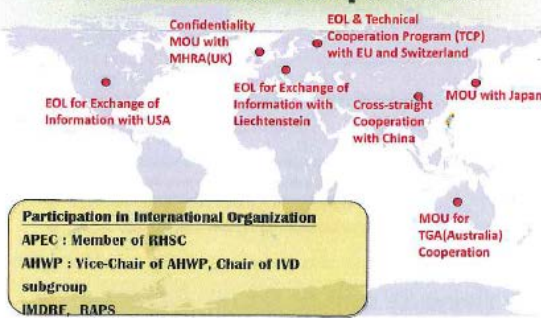 Confidentiality
MOU with
MHRA(UK)
EOL & Technical
Cooperation Program (TCP)
with EU and Switzerland
EOL for Exchange of
Information with USA
EOL for Exchange of
Information with
Liechtenstein
Cross-straight
Cooperation
with China
MOU with Japan
MOU for
TGA(Australia)
Cooperation
Participation in International Organization
APEC : Member of RHSC
AHWP : Vice-Chair of AHWP, Chair of IVD
subgroup
IMDRF, RAPS